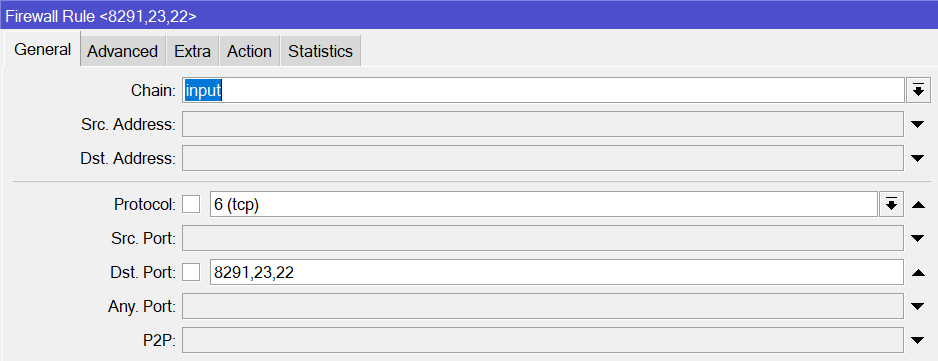 Firewall Rule <8291,23,22>
General Advanced Extra Action Statistics
Chain: input
Src. Address:
Dst. Address:
Protocol: 6 (tcp)
Src. Port:
Dst. Port: 8291,23,22
Any. Port:
P2P: